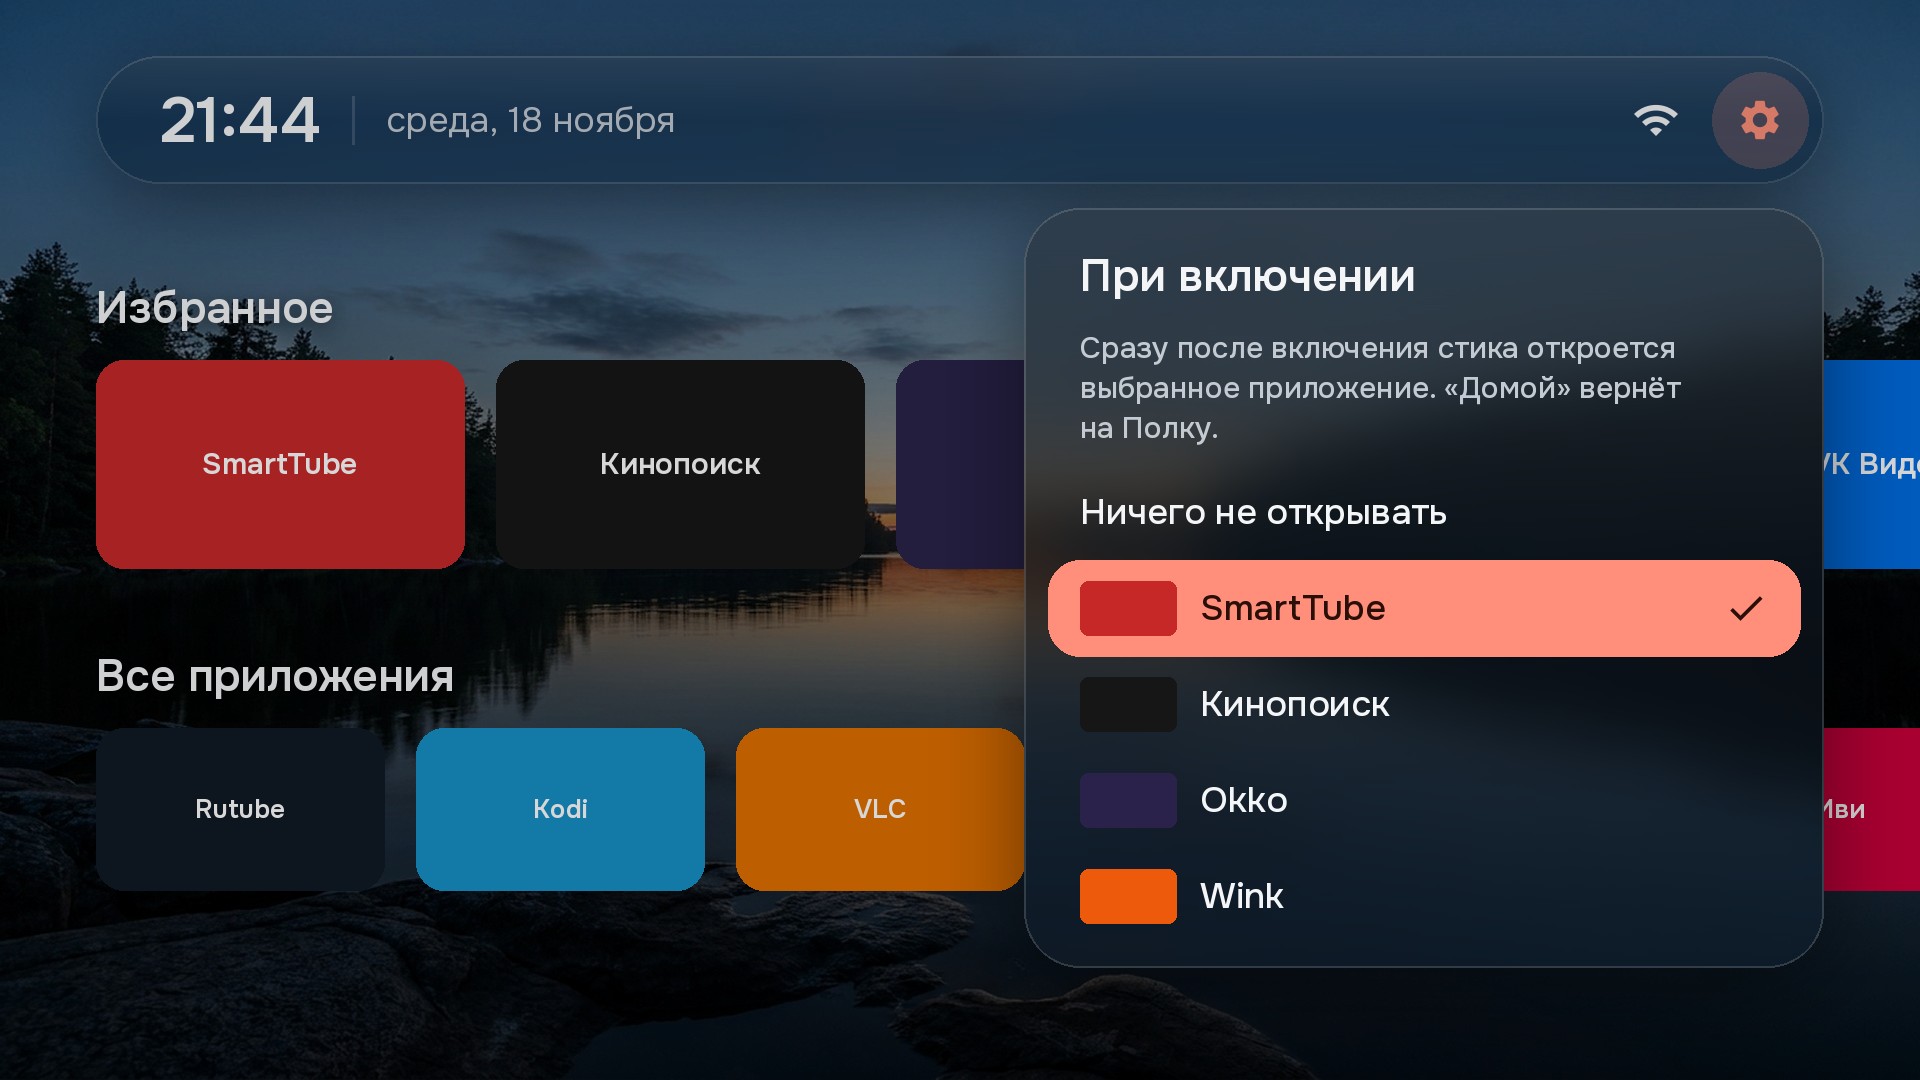 21:44
среда, 18 ноября
Избранное
SmartTube
Кинопоиск
Все приложения
Rutube
Kodi
VLC
При включении
Сразу после включения стика откроется
выбранное приложение. «Домой» вернёт
на Полку.
Ничего не открывать
SmartTube
Кинопоиск
Okko
Wink